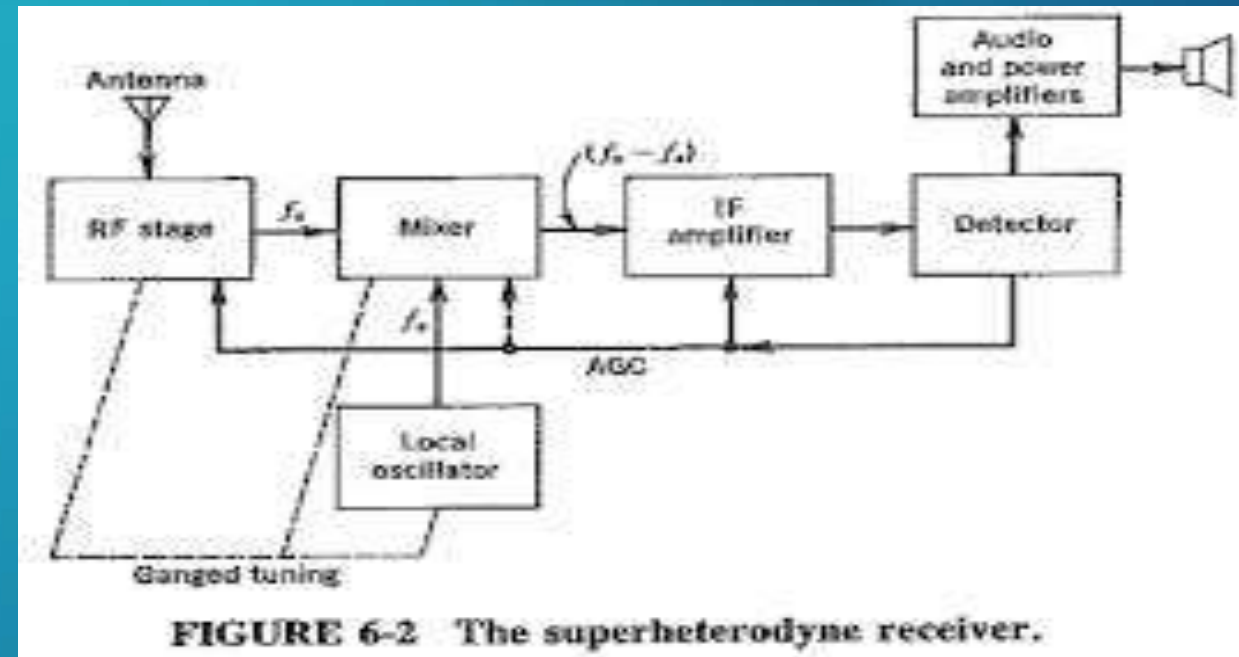 Antenna
RF stage
Mixer
IF
amplifier
Detector
Audio
and power
amplifiers
AGC
Local
oscillator
Ganged tuning
FIGURE 6-2 The superheterodyne receiver.